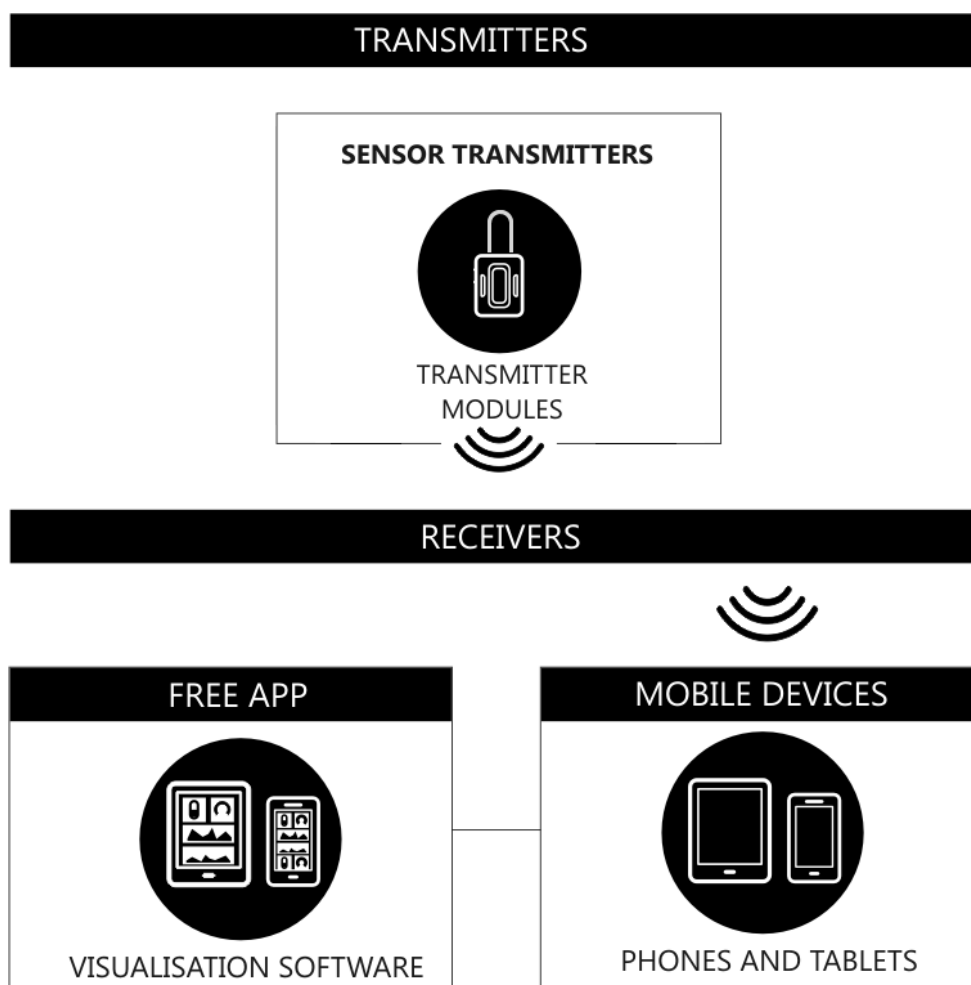 TRANSMITTERS
SENSOR TRANSMITTERS
TRANSMITTER
MODULES
RECEIVERS
FREE APP
VISUALISATION SOFTWARE
MOBILE DEVICES
PHONES AND TABLETS